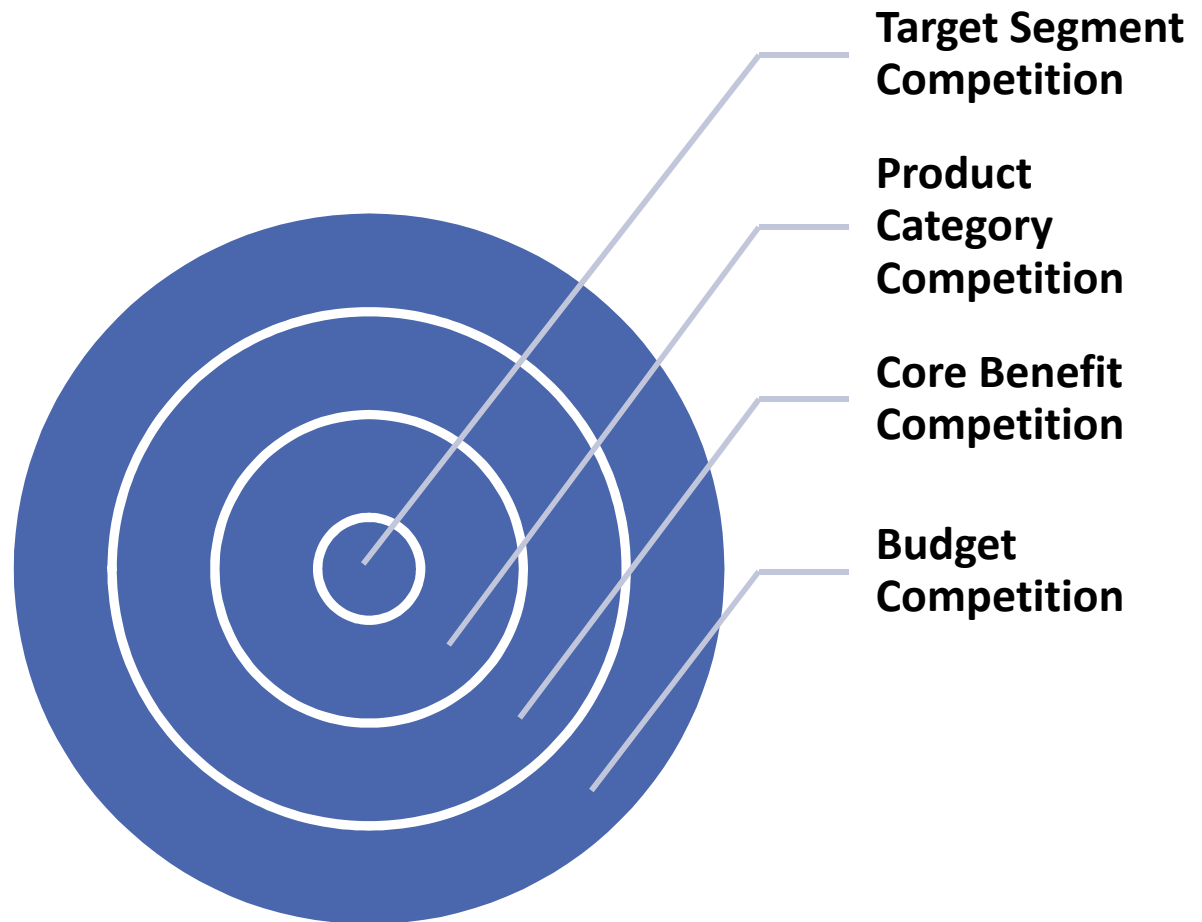 Target Segment
Competition
Product
Category
Competition
Core Benefit
Competition
Budget
Competition